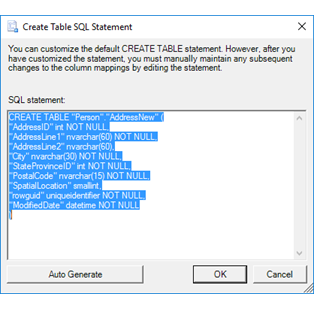 Create Table SQL Statement
You can customize the default CREATE TABLE statement. However, after you
have customized the statement, you must manually maintain any subsequent
changes to the column mappings by editing the statement.
SQL statement:
CREATE TABLE "Person"."AddressNew" (
"AddressID" int NOT NULL,
"AddressLine1" nvarchar(60) NOT NULL,
"AddressLine2" nvarchar(60),
"City" nvarchar(30) NOT NULL,
"StateProvinceID" int NOT NULL,
"PostalCode" nvarchar(15) NOT NULL,
"SpatialLocation" smallint,
"rowguid" uniqueidentifier NOT NULL,
"ModifiedDate" datetime NOT NULL
)
Auto Generate
OK
Cancel